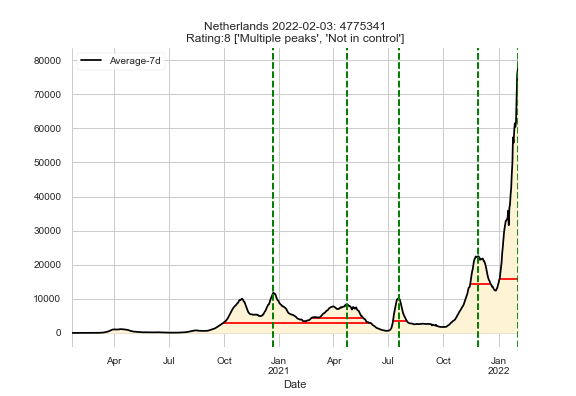 Netherlands 2022-02-03: 4775341
Rating:8 ['Multiple peaks', 'Not in control']
Average-7d
80000
70000
60000
50000
40000
30000
20000
10000
0
Apr
Jul
Oct
Jan
2021
Apr
Jul
Oct
Jan
2022
Date